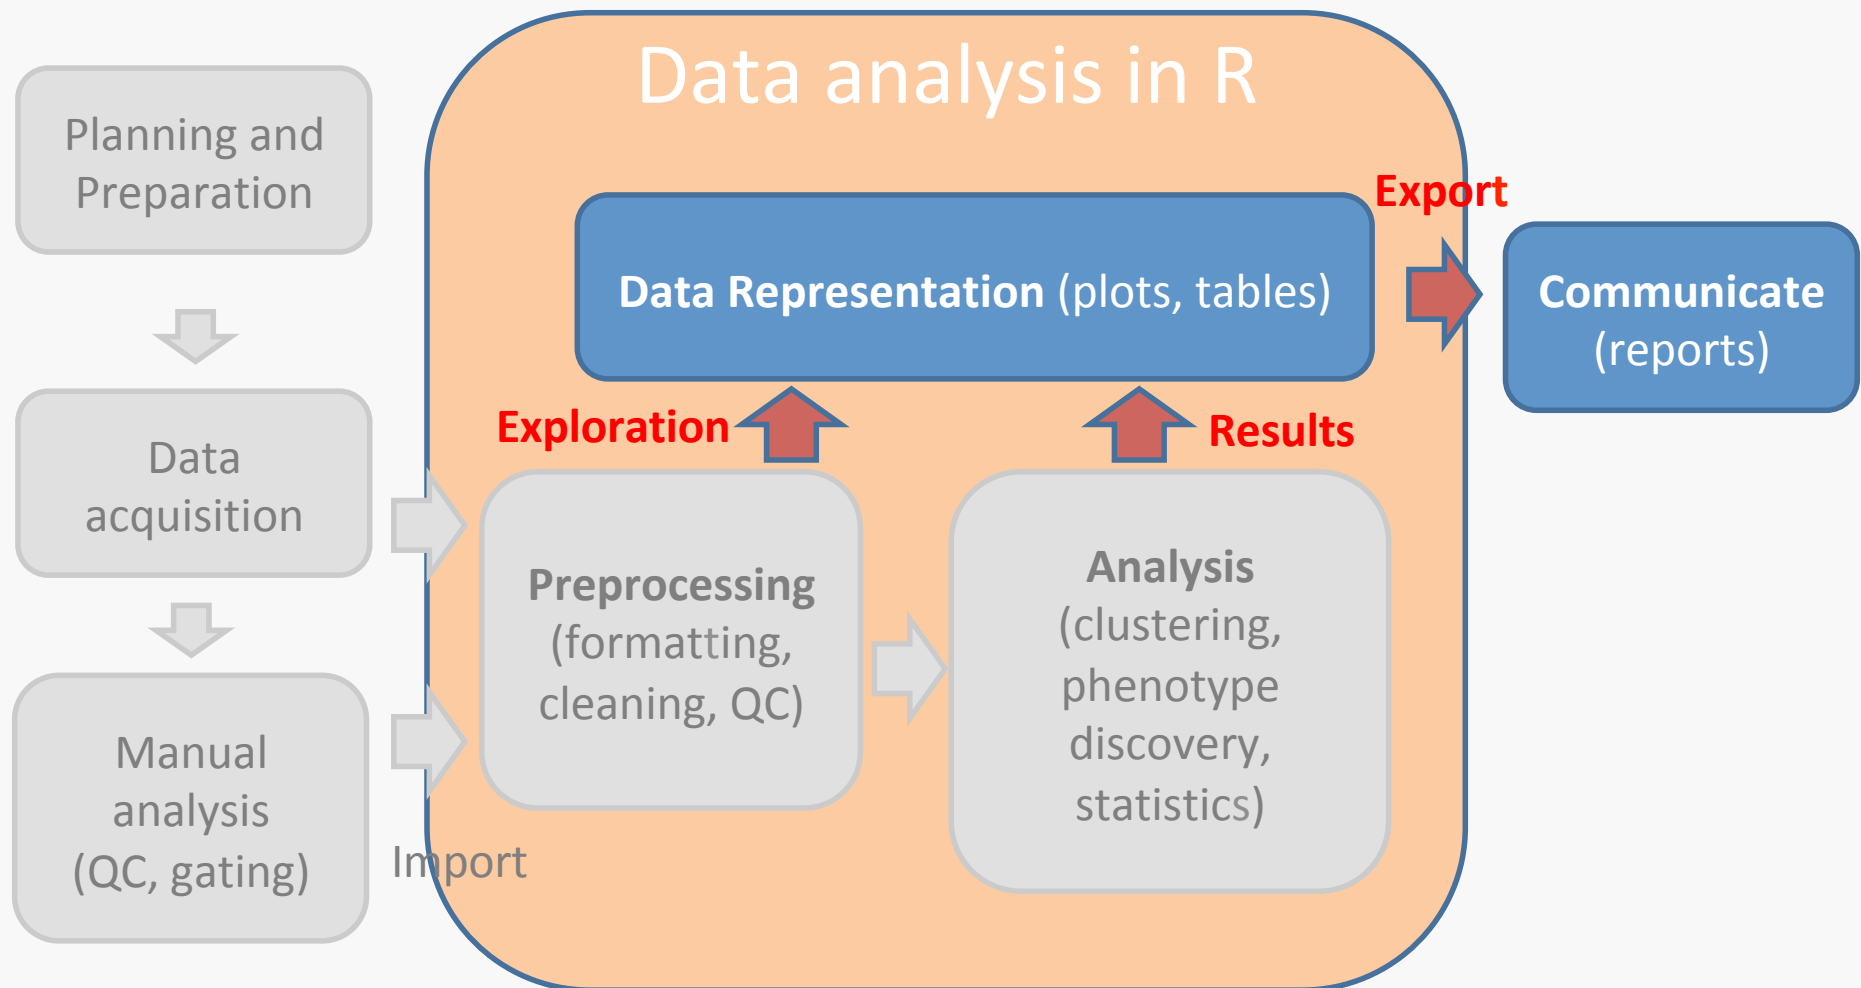 Data analysis in R
Planning and
Preparation
Data
acquisition
Manual
analysis
(QC, gating)
Import
Export
Data Representation (plots, tables)
Communicate
(reports)
Exploration
Results
Preprocessing
(formatting,
cleaning, QC)
Analysis
(clustering,
phenotype
discovery,
statistics)